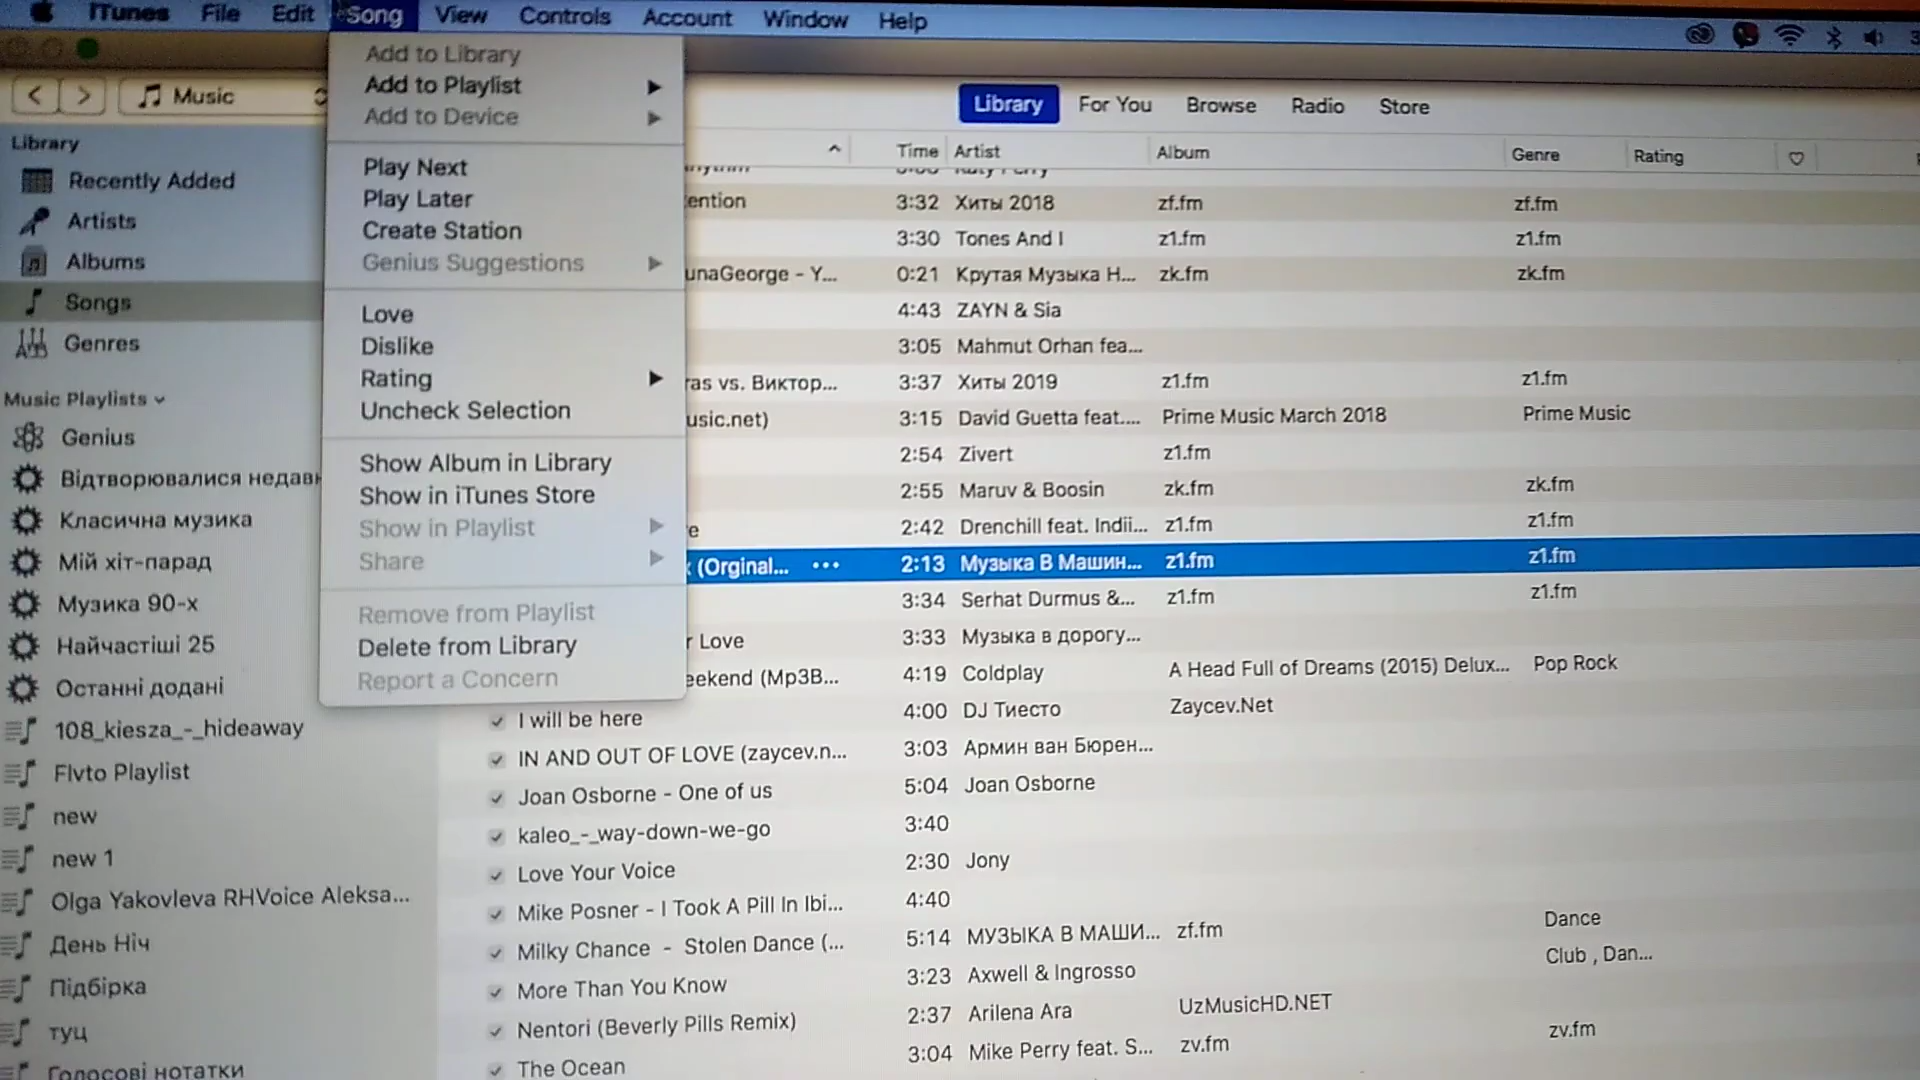 iTunes File Edit Song View Controls Account Window Help
Music
Library For You Browse Radio Store
Add to Library
Add to Playlist
Add to Device
Play Next
Play Later
Create Station
Genius Suggestions
Love
Dislike
Rating
Uncheck Selection
Show Album in Library
Show in iTunes Store
Show in Playlist
Share
Remove from Playlist
Delete from Library
Report a Concern
Library
Recently Added
Artists
Albums
Songs
Genres
Music Playlists
Genius
Відтворювалися недавн
Класична музика
Мій хіт-парад
Музика 90-х
Найчастіші 25
Останні додані
108_kiesza_-_hideaway
Flvto Playlist
new
new 1
Olga Yakovleva RHVoice Aleksa...
День Ніч
Підбірка
туц
Голосові нотатки
Time Artist Album Genre Rating
Katy Perry
ention 3:32 Хиты 2018 zf.fm zf.fm
3:30 Tones And I z1.fm z1.fm
unaGeorge - Y... 0:21 Крутая Музыка Н... zk.fm zk.fm
4:43 ZAYN & Sia
3:05 Mahmut Orhan fea...
ras vs. Виктор... 3:37 Хиты 2019 z1.fm z1.fm
usic.net) 3:15 David Guetta feat.... Prime Music March 2018 Prime Music
2:54 Zivert z1.fm
2:55 Maruv & Boosin zk.fm zk.fm
e 2:42 Drenchill feat. Indii... z1.fm z1.fm
(Orginal... ••• 2:13 Музыка В Машин... z1.fm z1.fm
3:34 Serhat Durmus &... z1.fm z1.fm
r Love 3:33 Музыка в дорогу...
eekend (Mp3B... 4:19 Coldplay A Head Full of Dreams (2015) Delux... Pop Rock
I will be here 4:00 DJ Тиесто Zaycev.Net
IN AND OUT OF LOVE (zaycev.n... 3:03 Армин ван Бюрен...
Joan Osborne - One of us 5:04 Joan Osborne
kaleo_-_way-down-we-go 3:40
Love Your Voice 2:30 Jony
Mike Posner - I Took A Pill In Ibi... 4:40
Milky Chance - Stolen Dance (... 5:14 МУЗЫКА В МАШИ... zf.fm Dance
More Than You Know 3:23 Axwell & Ingrosso Club , Dan...
Nentori (Beverly Pills Remix) 2:37 Arilena Ara UzMusicHD.NET
The Ocean 3:04 Mike Perry feat. S... zv.fm zv.fm